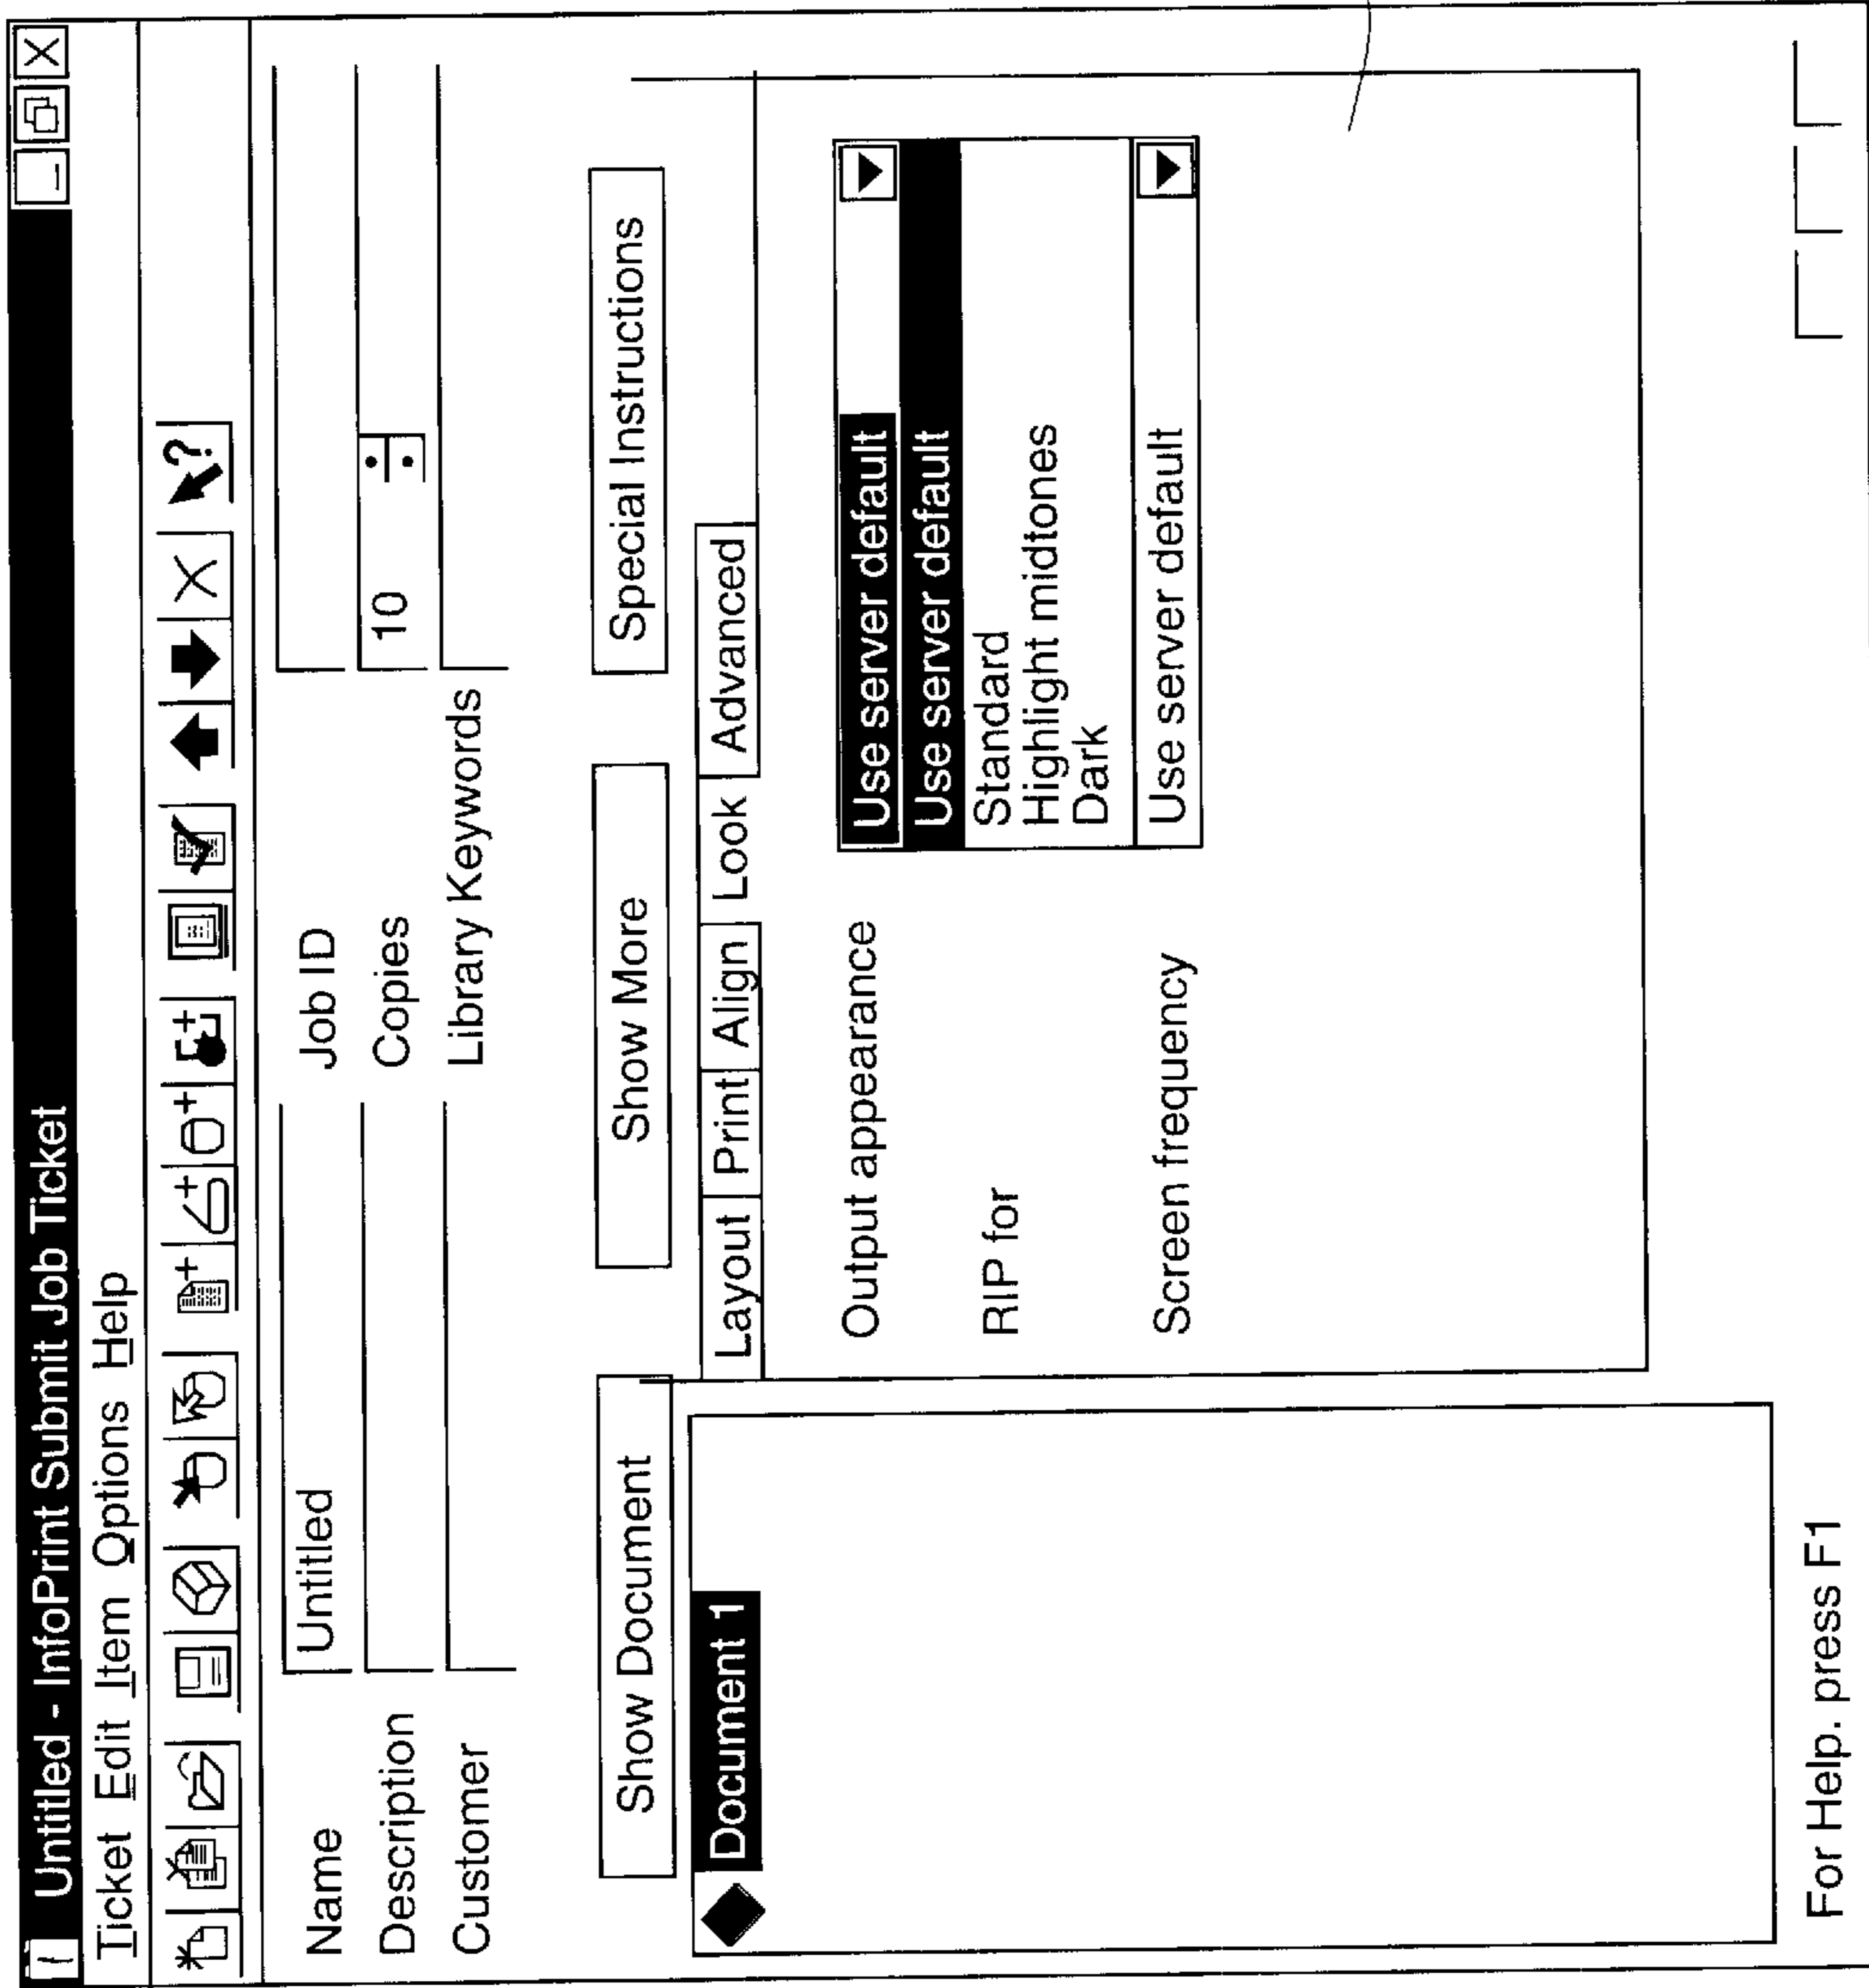 Untitled - InfoPrint Submit Job Ticket
Ticket Edit Item Options Help
Name Untitled Job ID
Description Copies 10
Customer Library Keywords
Show Document Show More Special Instructions
Document 1
Layout Print Align Look Advanced
Output appearance Use server default
Use server default
RIP for Standard
Highlight midtones
Dark
Screen frequency Use server default
For Help. press F1